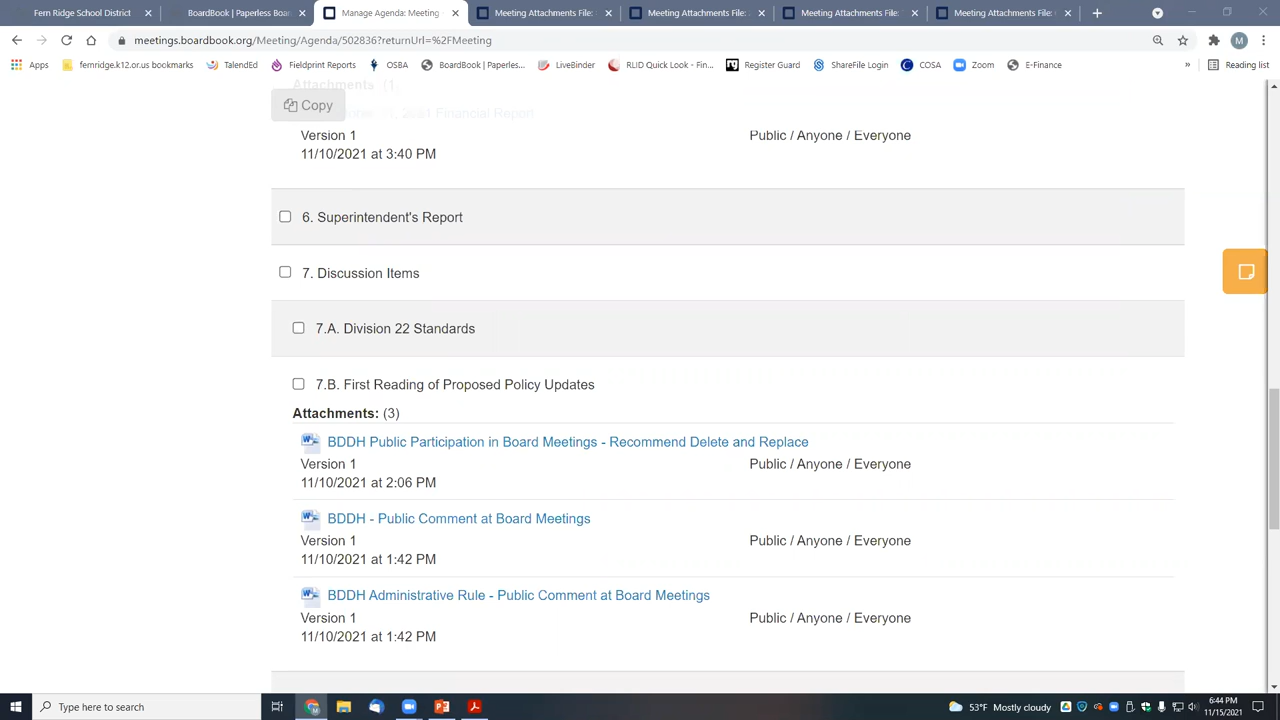 Fern Ridge School District
BoardBook | Paperless Board
Manage Agenda: Meeting
Meeting Attachments File:
Meeting Attachments File:
Meeting Attachments File:
Meeting Attachments File:
meetings.boardbook.org/Meeting/Agenda/502836?returnUrl=%2FMeeting
M
Apps
fernridge.k12.or.us bookmarks
TalentEd
Fieldprint Reports
OSBA
BoardBook | Paperles...
LiveBinder
RLID Quick Look - Fin...
Register Guard
ShareFile Login
COSA
Zoom
E-Finance
»
Reading list
Attachments (1
Copy
Financial Report
Version 1
Public / Anyone / Everyone
11/10/2021 at 3:40 PM
6. Superintendent's Report
7. Discussion Items
7.A. Division 22 Standards
7.B. First Reading of Proposed Policy Updates
Attachments: (3)
BDDH Public Participation in Board Meetings - Recommend Delete and Replace
Version 1
Public / Anyone / Everyone
11/10/2021 at 2:06 PM
BDDH - Public Comment at Board Meetings
Version 1
Public / Anyone / Everyone
11/10/2021 at 1:42 PM
BDDH Administrative Rule - Public Comment at Board Meetings
Version 1
Public / Anyone / Everyone
11/10/2021 at 1:42 PM
Type here to search
53°F Mostly cloudy
6:44 PM
11/15/2021